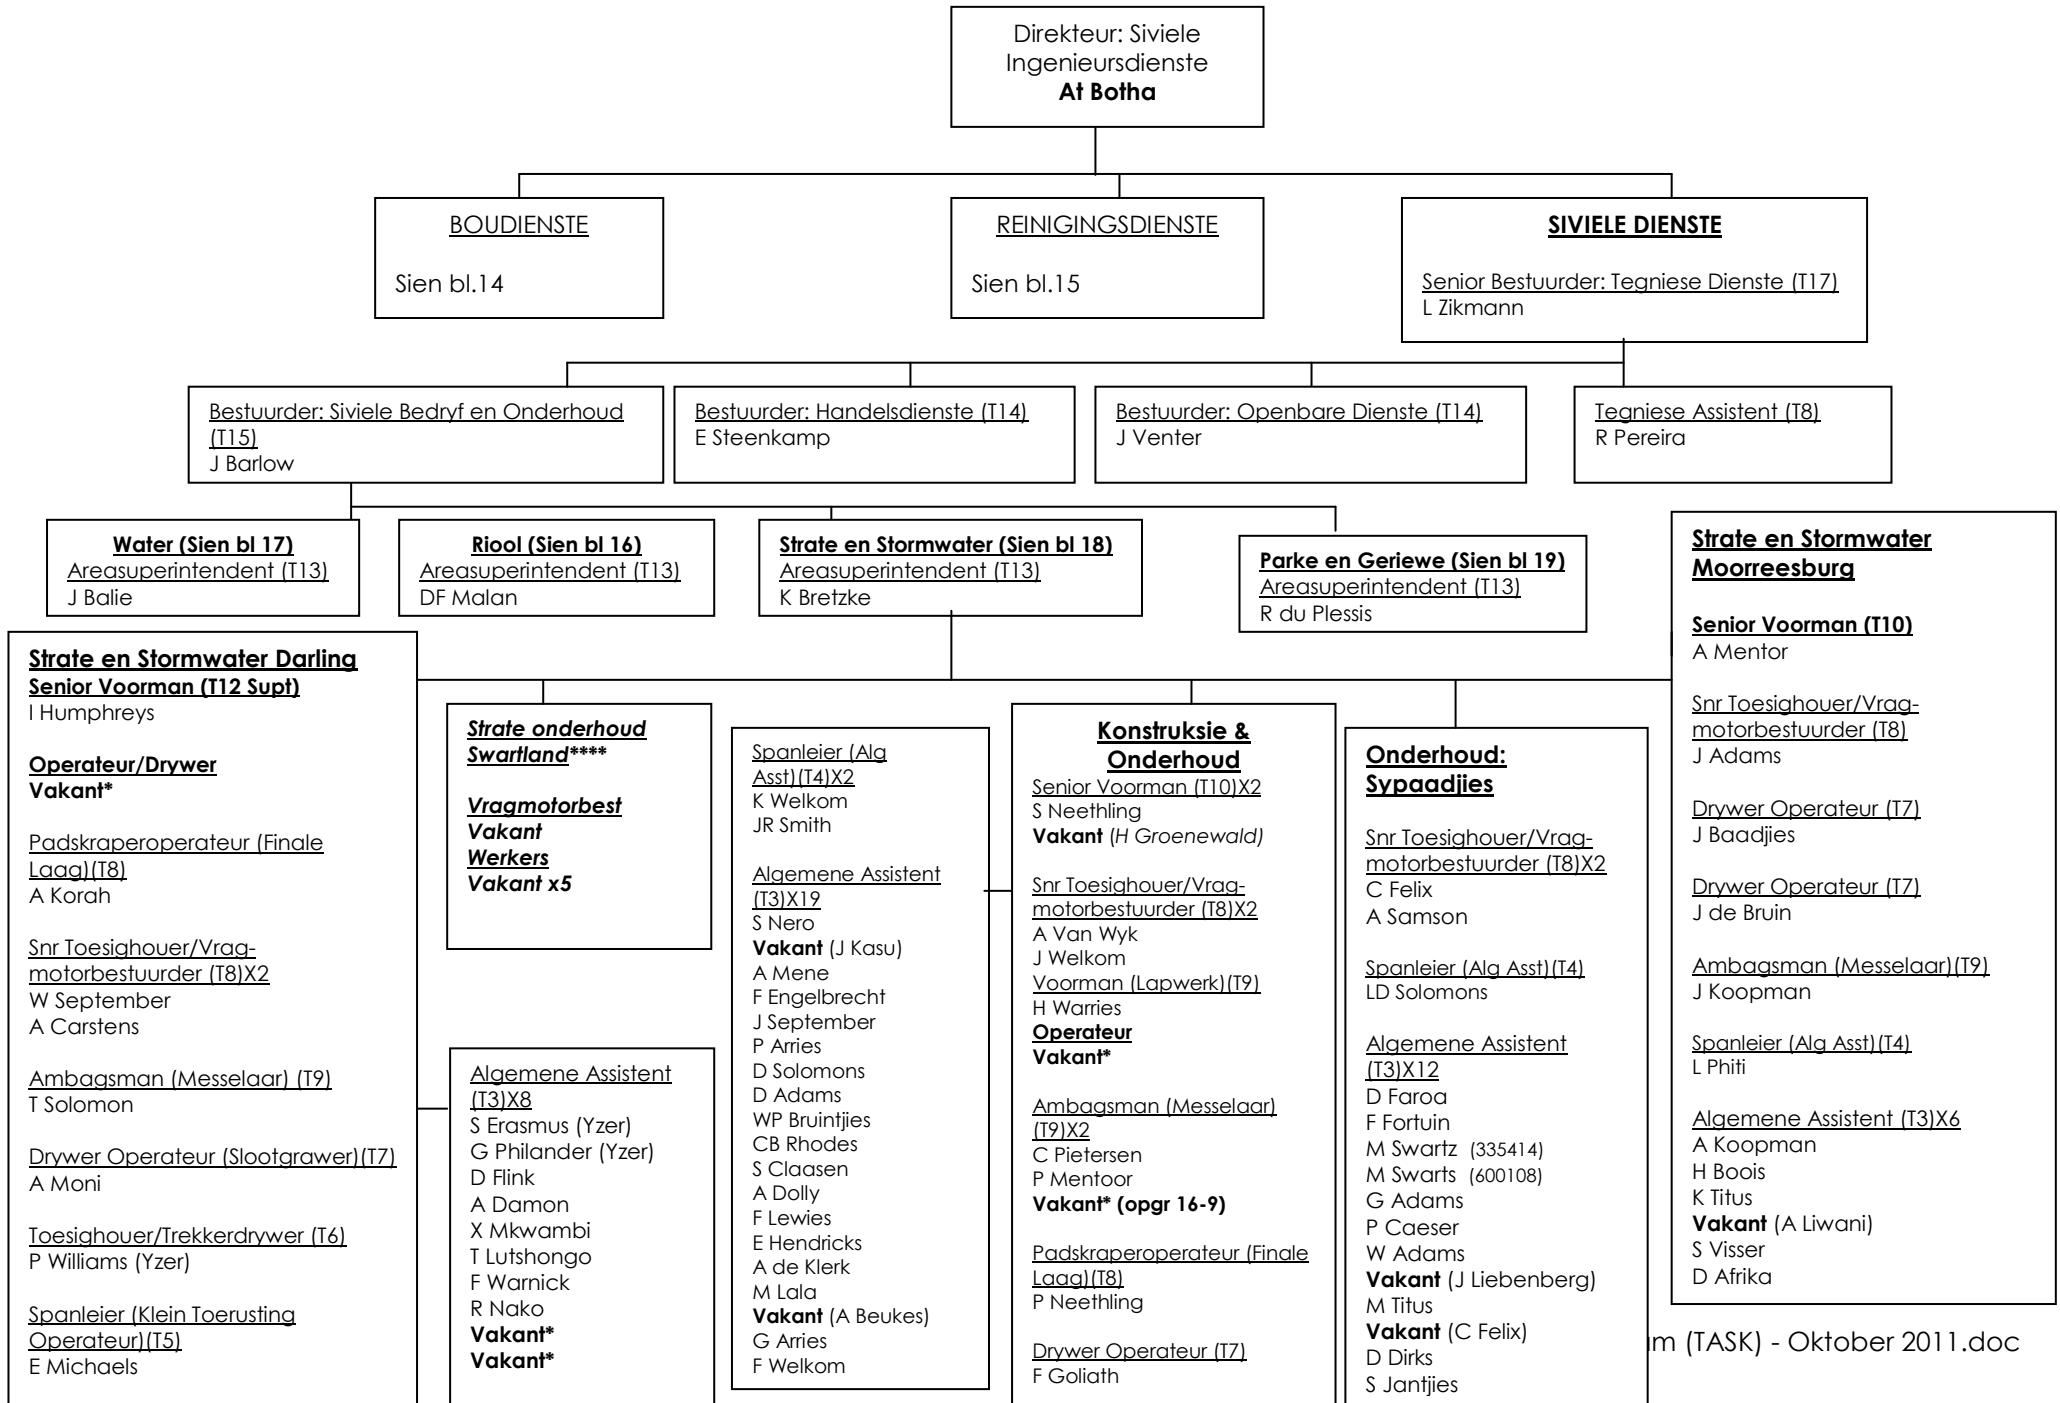 Direkteur: Siviele
Ingenieursdienste
At Botha
BOUDIENSTE
Sien bl.14
REINIGINGSDIENSTE
Sien bl.15
SIVIELE DIENSTE
Senior Bestuurder: Tegniese Dienste (T17)
L Zikmann
Bestuurder: Siviele Bedryf en Onderhoud
(T15)
J Barlow
Bestuurder: Handelsdienste (T14)
E Steenkamp
Bestuurder: Openbare Dienste (T14)
J Venter
Tegniese Assistent (T8)
R Pereira
Water (Sien bl 17)
Areasuperintendent (T13)
J Balie
Riool (Sien bl 16)
Areasuperintendent (T13)
DF Malan
Strate en Stormwater (Sien bl 18)
Areasuperintendent (T13)
K Bretzke
Parke en Geriewe (Sien bl 19)
Areasuperintendent (T13)
R du Plessis
Strate en Stormwater Darling
Senior Voorman (T12 Supt)
I Humphreys
Operateur/Drywer
Vakant*
Padskraperoperateur (Finale
Laag)(T8)
A Korah
Snr Toesighouer/Vrag-
motorbestuurder (T8)X2
W September
A Carstens
Ambagsman (Messelaar) (T9)
T Solomon
Drywer Operateur (Slootgrawer)(T7)
A Moni
Toesighouer/Trekkerdrywer (T6)
P Williams (Yzer)
Spanleier (Klein Toerusting
Operateur)(T5)
E Michaels
Strate onderhoud
Swartland****
Vragmotorbest
Vakant
Werkers
Vakant x5
Algemene Assistent
(T3)X8
S Erasmus (Yzer)
G Philander (Yzer)
D Flink
A Damon
X Mkwambi
T Lutshongo
F Warnick
R Nako
Vakant*
Vakant*
Spanleier (Alg
Asst)(T4)X2
K Welkom
JR Smith
Algemene Assistent
(T3)X19
S Nero
Vakant (J Kasu)
A Mene
F Engelbrecht
J September
P Arries
D Solomons
D Adams
WP Bruintjies
CB Rhodes
S Claasen
A Dolly
F Lewies
E Hendricks
A de Klerk
M Lala
Vakant (A Beukes)
G Arries
F Welkom
Konstruksie &
Onderhoud
Senior Voorman (T10)X2
S Neethling
Vakant (H Groenewald)
Snr Toesighouer/Vrag-
motorbestuurder (T8)X2
A Van Wyk
J Welkom
Voorman (Lapwerk)(T9)
H Warries
Operateur
Vakant*
Ambagsman (Messelaar)
(T9)X2
C Pietersen
P Mentoor
Vakant* (opgr 16-9)
Padskraperoperateur (Finale
Laag)(T8)
P Neethling
Drywer Operateur (T7)
F Goliath
Onderhoud:
Sypaadjies
Snr Toesighouer/Vrag-
motorbestuurder (T8)X2
C Felix
A Samson
Spanleier (Alg Asst)(T4)
LD Solomons
Algemene Assistent
(T3)X12
D Faroa
F Fortuin
M Swartz (335414)
M Swarts (600108)
G Adams
P Caeser
W Adams
Vakant (J Liebenberg)
M Titus
Vakant (C Felix)
D Dirks
S Jantjies
Strate en Stormwater
Moorreesburg
Senior Voorman (T10)
A Mentor
Snr Toesighouer/Vrag-
motorbestuurder (T8)
J Adams
Drywer Operateur (T7)
J Baadjies
Drywer Operateur (T7)
J de Bruin
Ambagsman (Messelaar)(T9)
J Koopman
Spanleier (Alg Asst)(T4)
L Phiti
Algemene Assistent (T3)X6
A Koopman
H Boois
K Titus
Vakant (A Liwani)
S Visser
D Afrika
(TASK) - Oktober 2011.doc